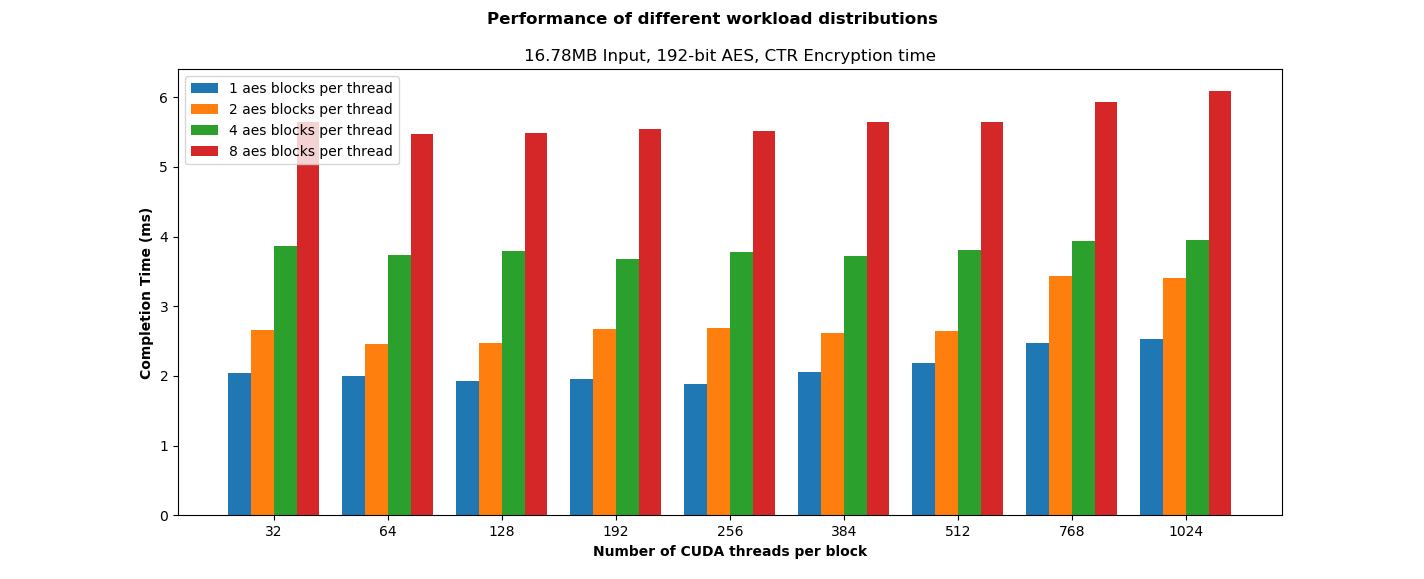 Performance of different workload distributions
16.78MB Input, 192-bit AES, CTR Encryption time
1 aes blocks per thread
2 aes blocks per thread
4 aes blocks per thread
8 aes blocks per thread
Completion Time (ms)
6
5
4
3
2
1
0
32 64 128 192 256 384 512 768 1024
Number of CUDA threads per block